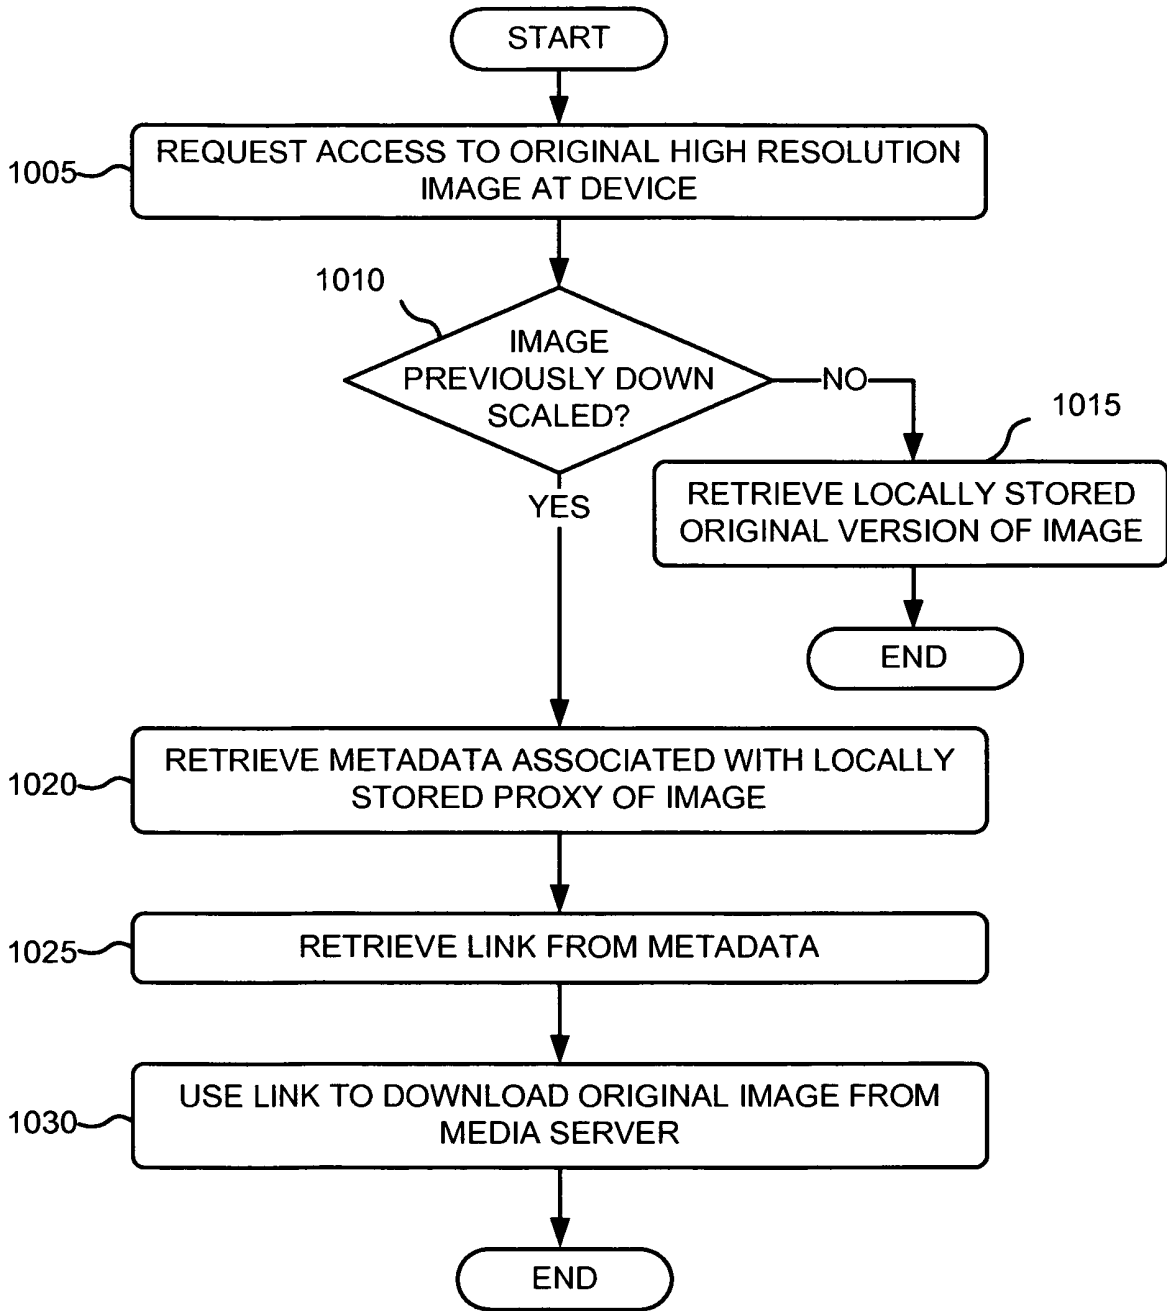 START
1005
REQUEST ACCESS TO ORIGINAL HIGH RESOLUTION
IMAGE AT DEVICE
1010
IMAGE
PREVIOUSLY DOWN
SCALED?
NO
1015
YES
RETRIEVE LOCALLY STORED
ORIGINAL VERSION OF IMAGE
END
1020
RETRIEVE METADATA ASSOCIATED WITH LOCALLY
STORED PROXY OF IMAGE
1025
RETRIEVE LINK FROM METADATA
1030
USE LINK TO DOWNLOAD ORIGINAL IMAGE FROM
MEDIA SERVER
END